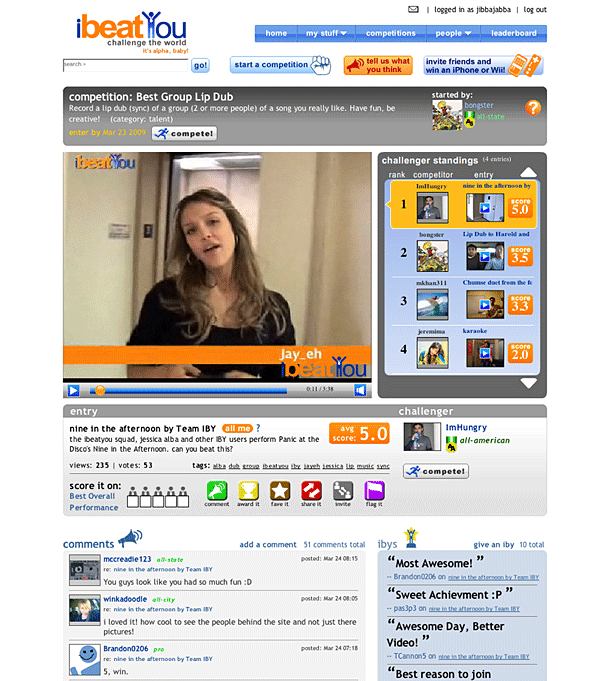 ibeatyou
challenge the world
it's alpha, baby!
| logged in as jibbajabba | log out
home my stuff competitions people leaderboard
search > go!
start a competition
tell us what you think
invite friends and win an iPhone or Wii!
competition: Best Group Lip Dub
Record a lip dub (sync) of a group (2 or more people) of a song you really like. Have fun, be
creative! (category: talent)
enter by Mar 23 2009 compete!
started by:
bongster
all-state
?
ibeatyou
jay_eh
ibeatyou
0:11 / 3:38
challenger standings (4 entries)
rank competitor entry
1 ImHungry nine in the afternoon by score 5.0
2 bongster Lip Dub to Harold and score 3.5
3 mkhan311 Chumse duet from the fo score 3.3
4 jeremima karaoke score 2.0
entry
nine in the afternoon by Team IBY all me ?
the ibeatyou squad, jessica alba and other IBY users perform Panic at the
Disco's Nine in the Afternoon. can you beat this?
avg score: 5.0
views: 235 | votes: 53 tags: alba dub group ibeatyou iby jayeh jessica lip music sync
score it on:
Best Overall
Performance
comment award it fave it share it invite flag it
challenger
ImHungry
all-american
compete!
comments add a comment 51 comments total
mccreadie123 all-state posted: Mar 24 08:15
re: nine in the afternoon by Team IBY
You guys look like you had so much fun :D
winkadoodle all-city posted: Mar 24 08:05
re: nine in the afternoon by Team IBY
i loved it! how cool to see the people behind the site and not just there
pictures!
Brandon0206 pro posted: Mar 24 07:18
re: nine in the afternoon by Team IBY
5, win.
ibys give an iby 10 total
“Most Awesome! ”
-- Brandon0206 on nine in the afternoon by Team IBY
“Sweet Achievment :P ”
-- pas3p3 on nine in the afternoon by Team IBY
“Awesome Day, Better
Video! ”
-- TCannon5 on nine in the afternoon by Team IBY
“Best reason to join